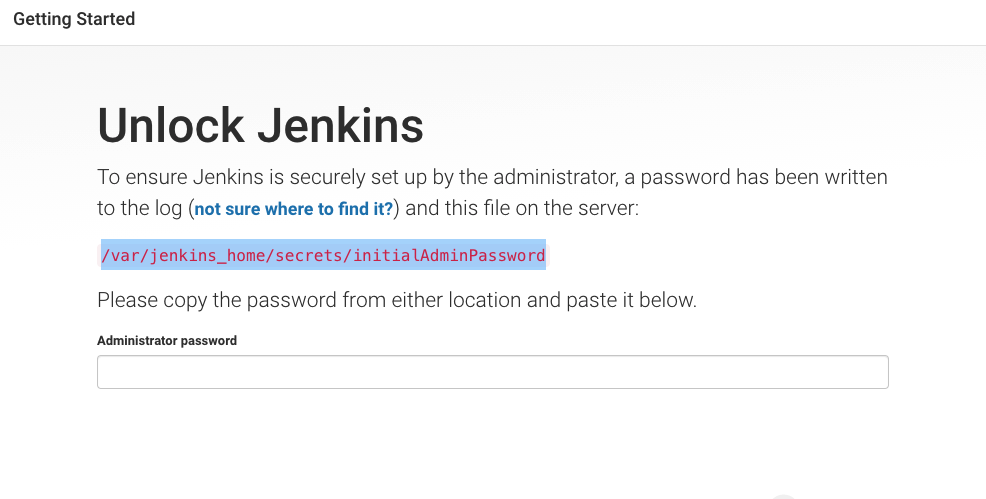 Getting Started
Unlock Jenkins
To ensure Jenkins is securely set up by the administrator, a password has been written
to the log (not sure where to find it?) and this file on the server:
/var/jenkins_home/secrets/initialAdminPassword
Please copy the password from either location and paste it below.
Administrator password